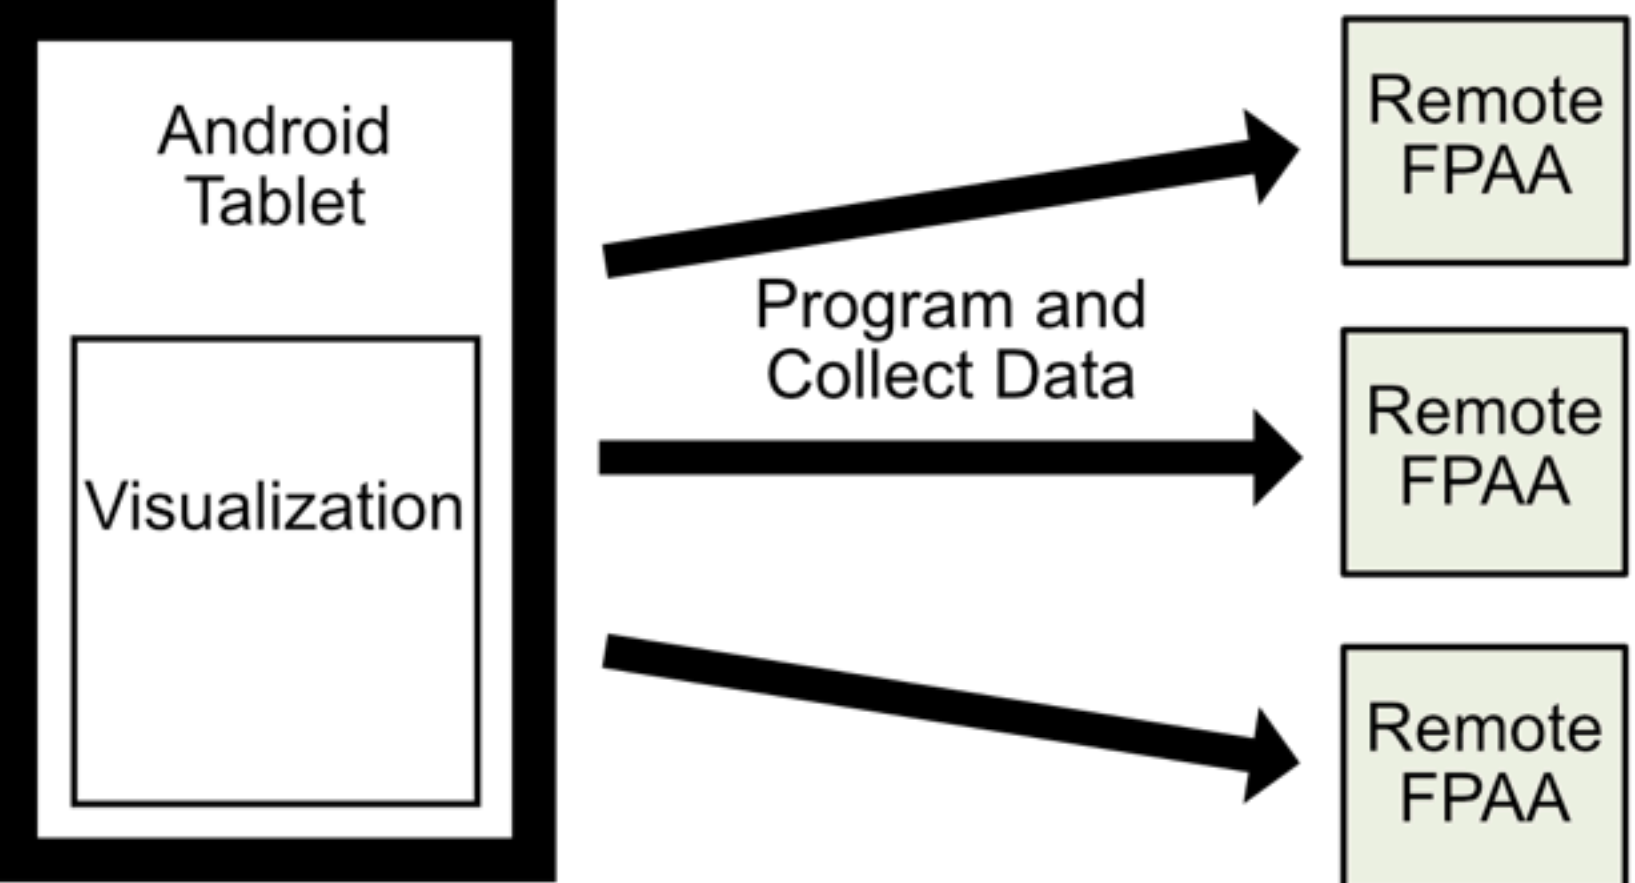 Android
Tablet
Visualization
Program and
Collect Data
Remote
FPAA
Remote
FPAA
Remote
FPAA